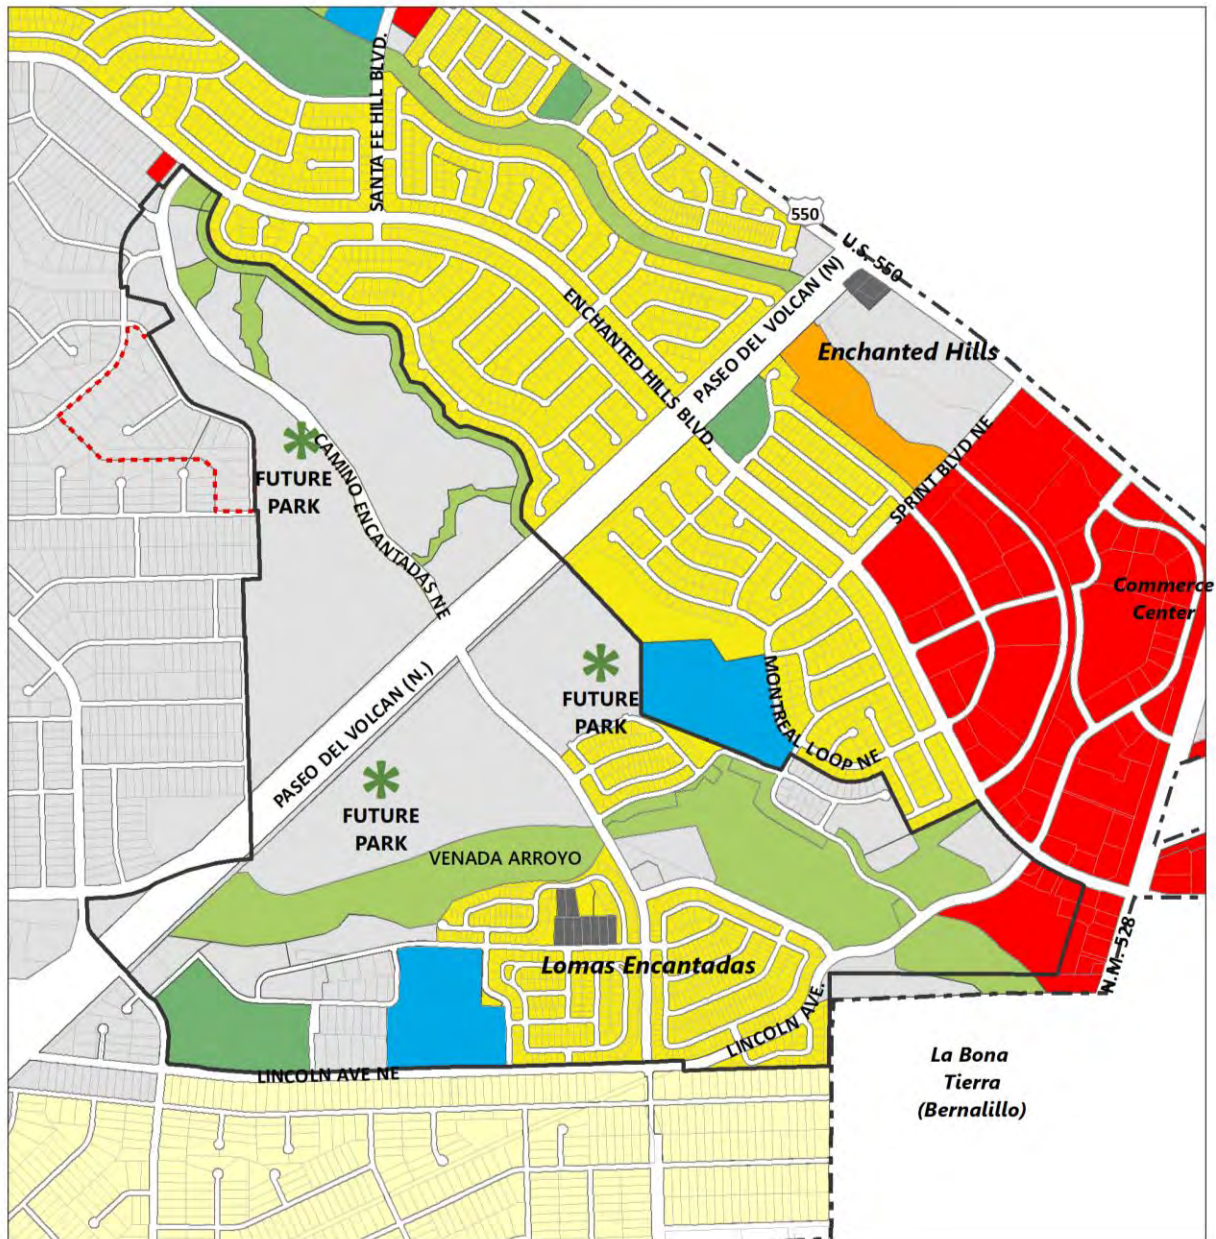 SANTA FE HILL BLVD.
550
U.S. 550
ENCHANTED HILLS BLVD.
PASEO DEL VOLCAN (N)
Enchanted Hills
SPRINT BLVD NE
FUTURE
PARK
CAMINO ENCANTADAS NE
Commerce
Center
PASEO DEL VOLCAN (N.)
FUTURE
PARK
MONTREAL LOOP NE
FUTURE
PARK
VENADA ARROYO
N.M. 528
Lomas Encantadas
LINCOLN AVE.
LINCOLN AVE NE
La Bona
Tierra
(Bernalillo)